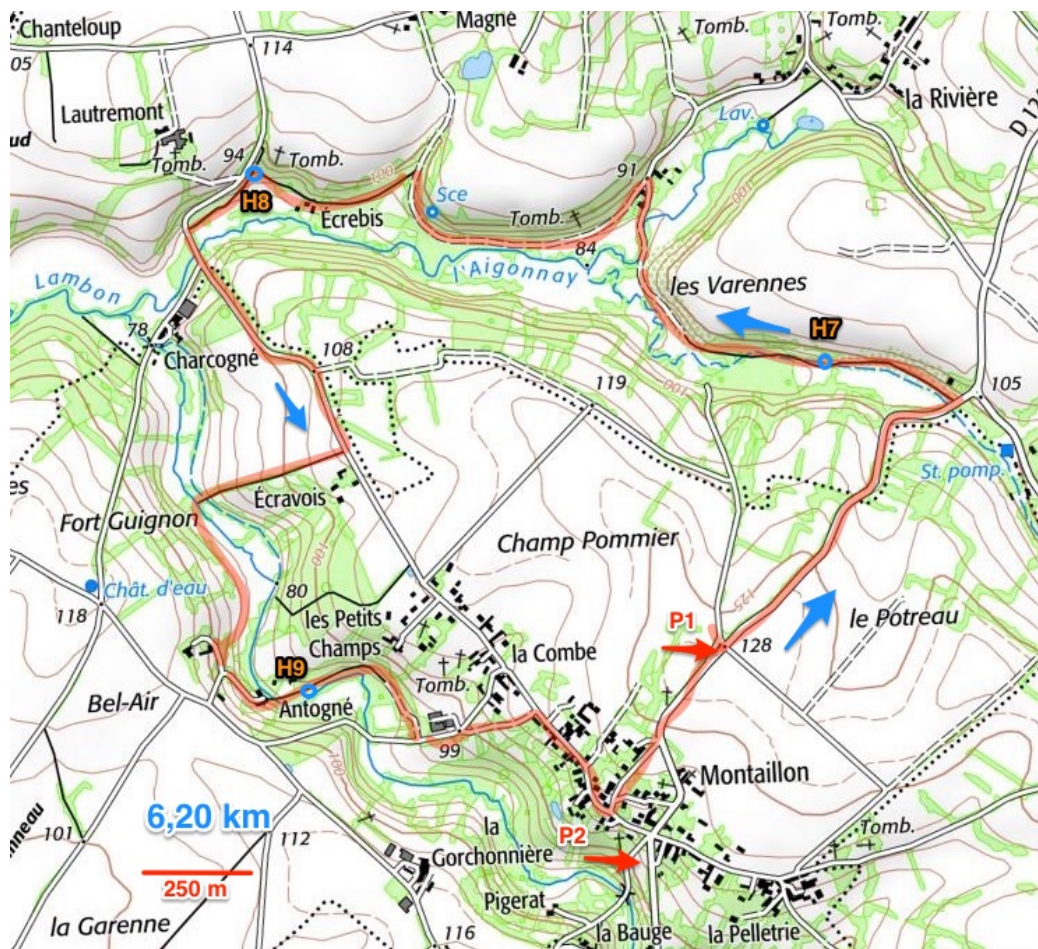 Chanteloup
Magné
Tomb.
05
114
la Rivière
Lautremont
Lav.
D 121
ud
94
Tomb.
Tomb.
100
91
100
H8
Écrebis
Sce
Tomb.
84
l'Aigonnay
Lambon
les Varennes
H7
78
Charcogné
108
119
100
105
St. pomp.
es
Écravois
Fort Guignon
100
Champ Pommier
Chât. d'eau
80
125
118
les Petits
Champs
P1
128
le Potreau
la Combe
H9
Tomb.
Bel-Air
Antogné
99
100
Montaillon
6,20 km
nneau
101
112
la
Gorchonnière
P2
Tomb.
250 m
Pigerat
la Garenne
116
la Bauge
la Pelletrie